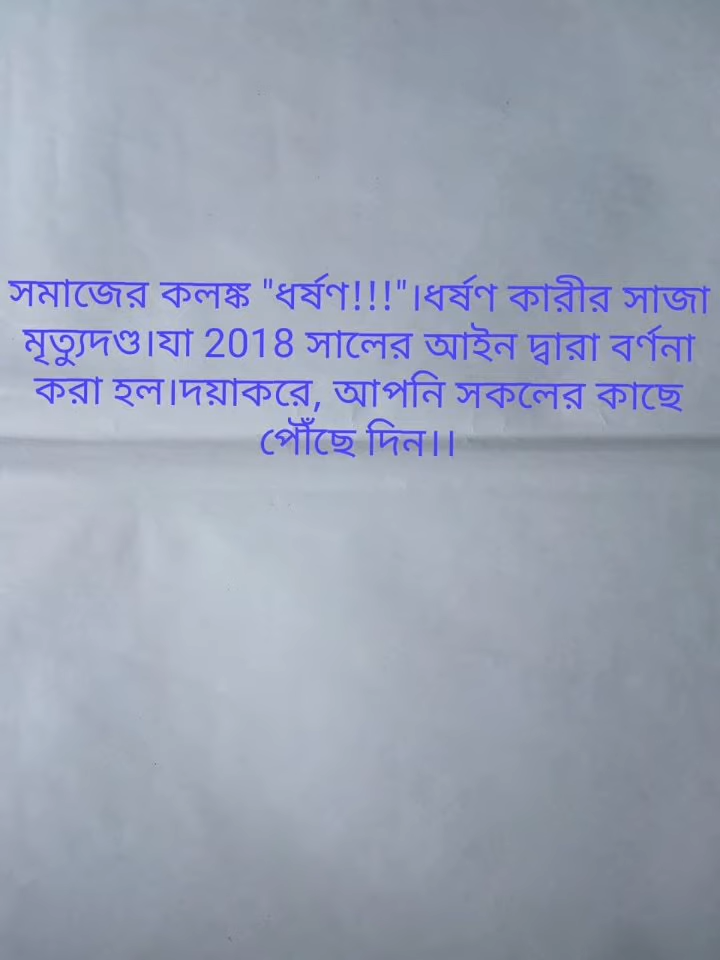 সমাজের কলঙ্ক "ধর্ষণ!!!"।ধর্ষণ কারীর সাজা
মৃত্যুদণ্ড।যা 2018 সালের আইন দ্বারা বর্ণনা
করা হল।দয়াকরে, আপনি সকলের কাছে
পৌঁছে দিন।।